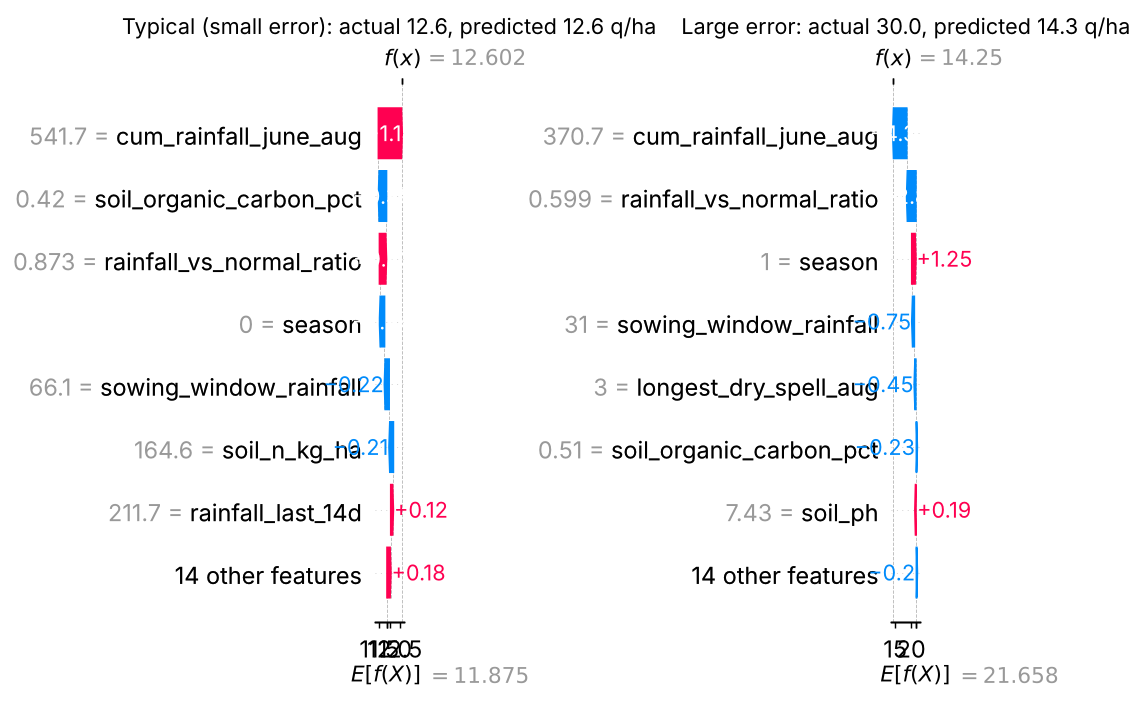 Typical (small error): actual 12.6, predicted 12.6 q/ha
f(x) = 12.602
541.7 = cum_rainfall_june_aug
0.42 = soil_organic_carbon_pct
0.873 = rainfall_vs_normal_ratio
0 = season
66.1 = sowing_window_rainfall −0.22
164.6 = soil_n_kg_ha −0.21
211.7 = rainfall_last_14d +0.12
14 other features +0.18
E[f(X)] = 11.875
Large error: actual 30.0, predicted 14.3 q/ha
f(x) = 14.25
370.7 = cum_rainfall_june_aug
0.599 = rainfall_vs_normal_ratio
1 = season +1.25
31 = sowing_window_rainfall −0.75
3 = longest_dry_spell_aug −0.45
0.51 = soil_organic_carbon_pct −0.23
7.43 = soil_ph +0.19
14 other features −0.2
15 20
E[f(X)] = 21.658